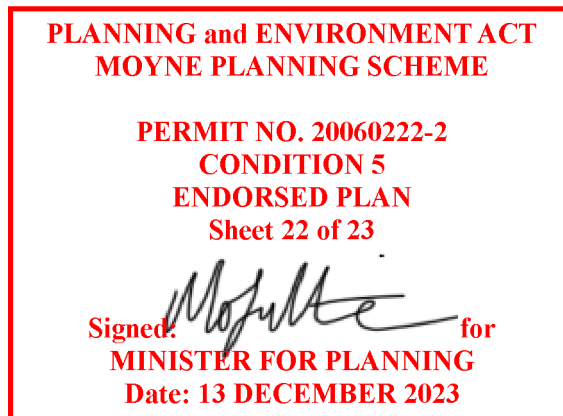 PLANNING and ENVIRONMENT ACT
MOYNE PLANNING SCHEME
PERMIT NO. 20060222-2
CONDITION 5
ENDORSED PLAN
Sheet 22 of 23
Signed: for
MINISTER FOR PLANNING
Date: 13 DECEMBER 2023